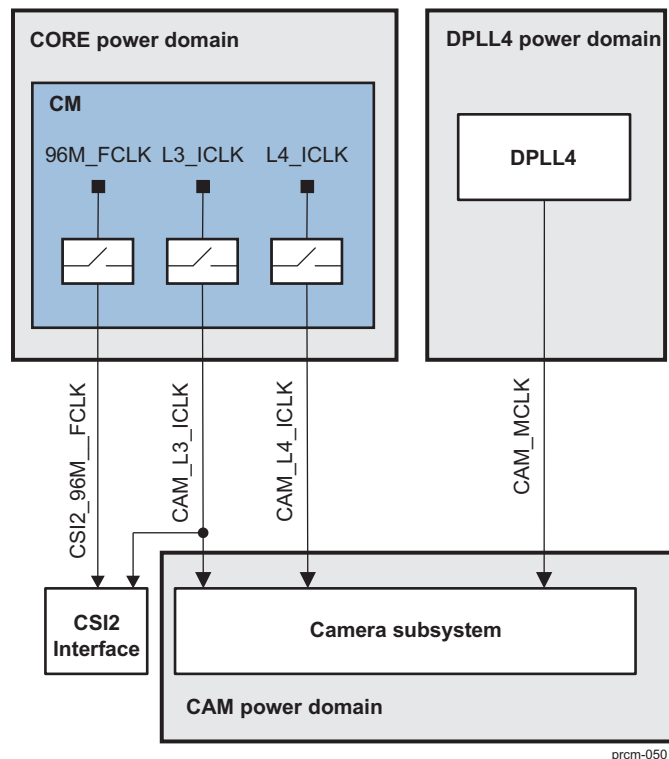 CORE power domain
DPLL4 power domain
CM
96M_FCLK L3_ICLK L4_ICLK
DPLL4
CSI2_96M__FCLK
CAM_L3_ICLK
CAM_L4_ICLK
CAM_MCLK
CSI2
Interface
Camera subsystem
CAM power domain
prcm-050